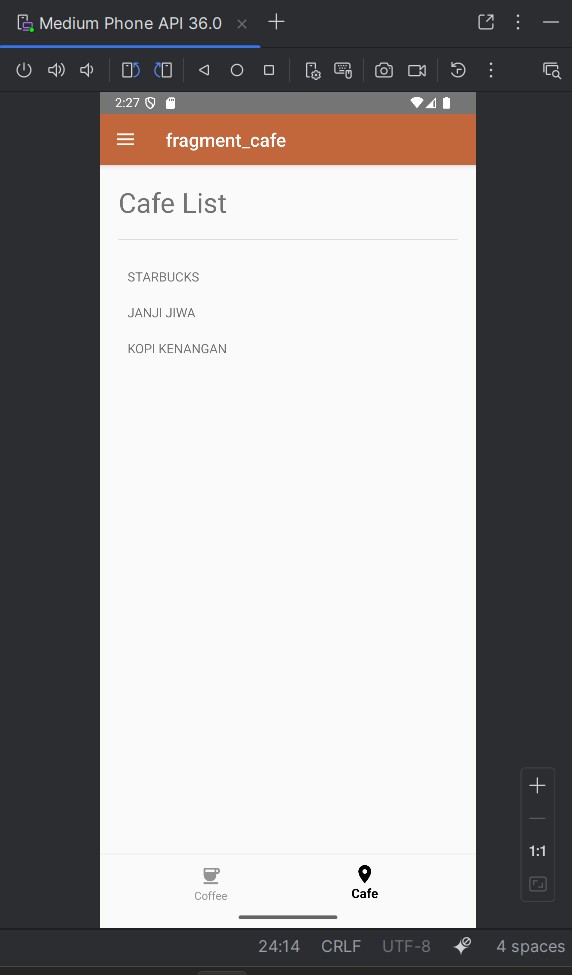 Medium Phone API 36.0
2:27
fragment_cafe
Cafe List
STARBUCKS
JANJI JIWA
KOPI KENANGAN
1:1
Coffee
Cafe
24:14 CRLF UTF-8 4 spaces